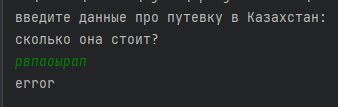 введите данные про путевку в Казахстан:
сколько она стоит?
рвпаоырап
error